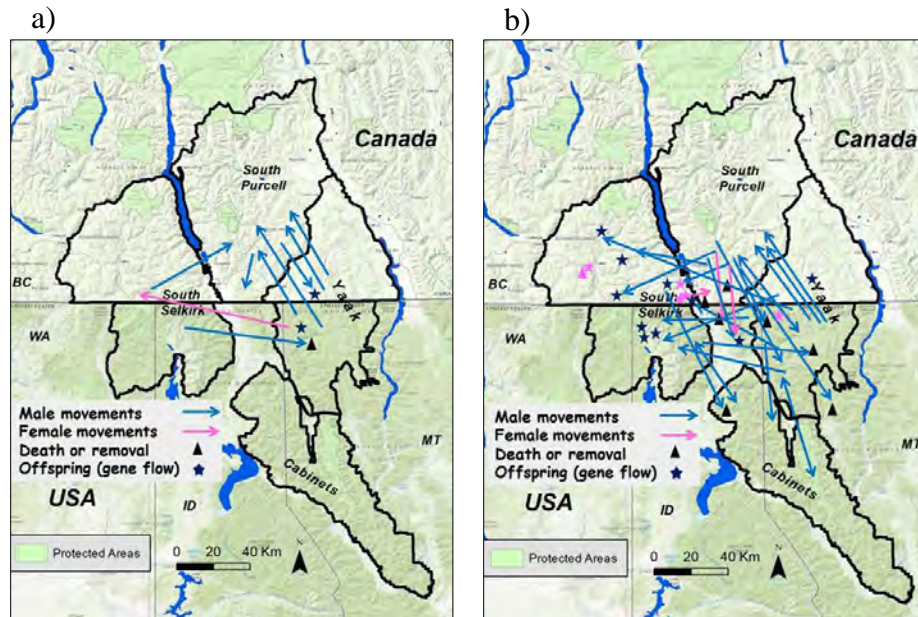 a)
Canada
South
Purcell
BC
South
Selkirk
Yaak
WA
Male movements
Female movements
Death or removal
Offspring (gene flow)
MT
Cabinets
USA
ID
Protected Areas
0 20 40 Km
N
b)
Canada
South
Purcell
BC
South
Selkirk
Yaak
WA
Male movements
Female movements
Death or removal
Offspring (gene flow)
MT
Cabinets
USA
ID
Protected Areas
0 20 40 Km
N